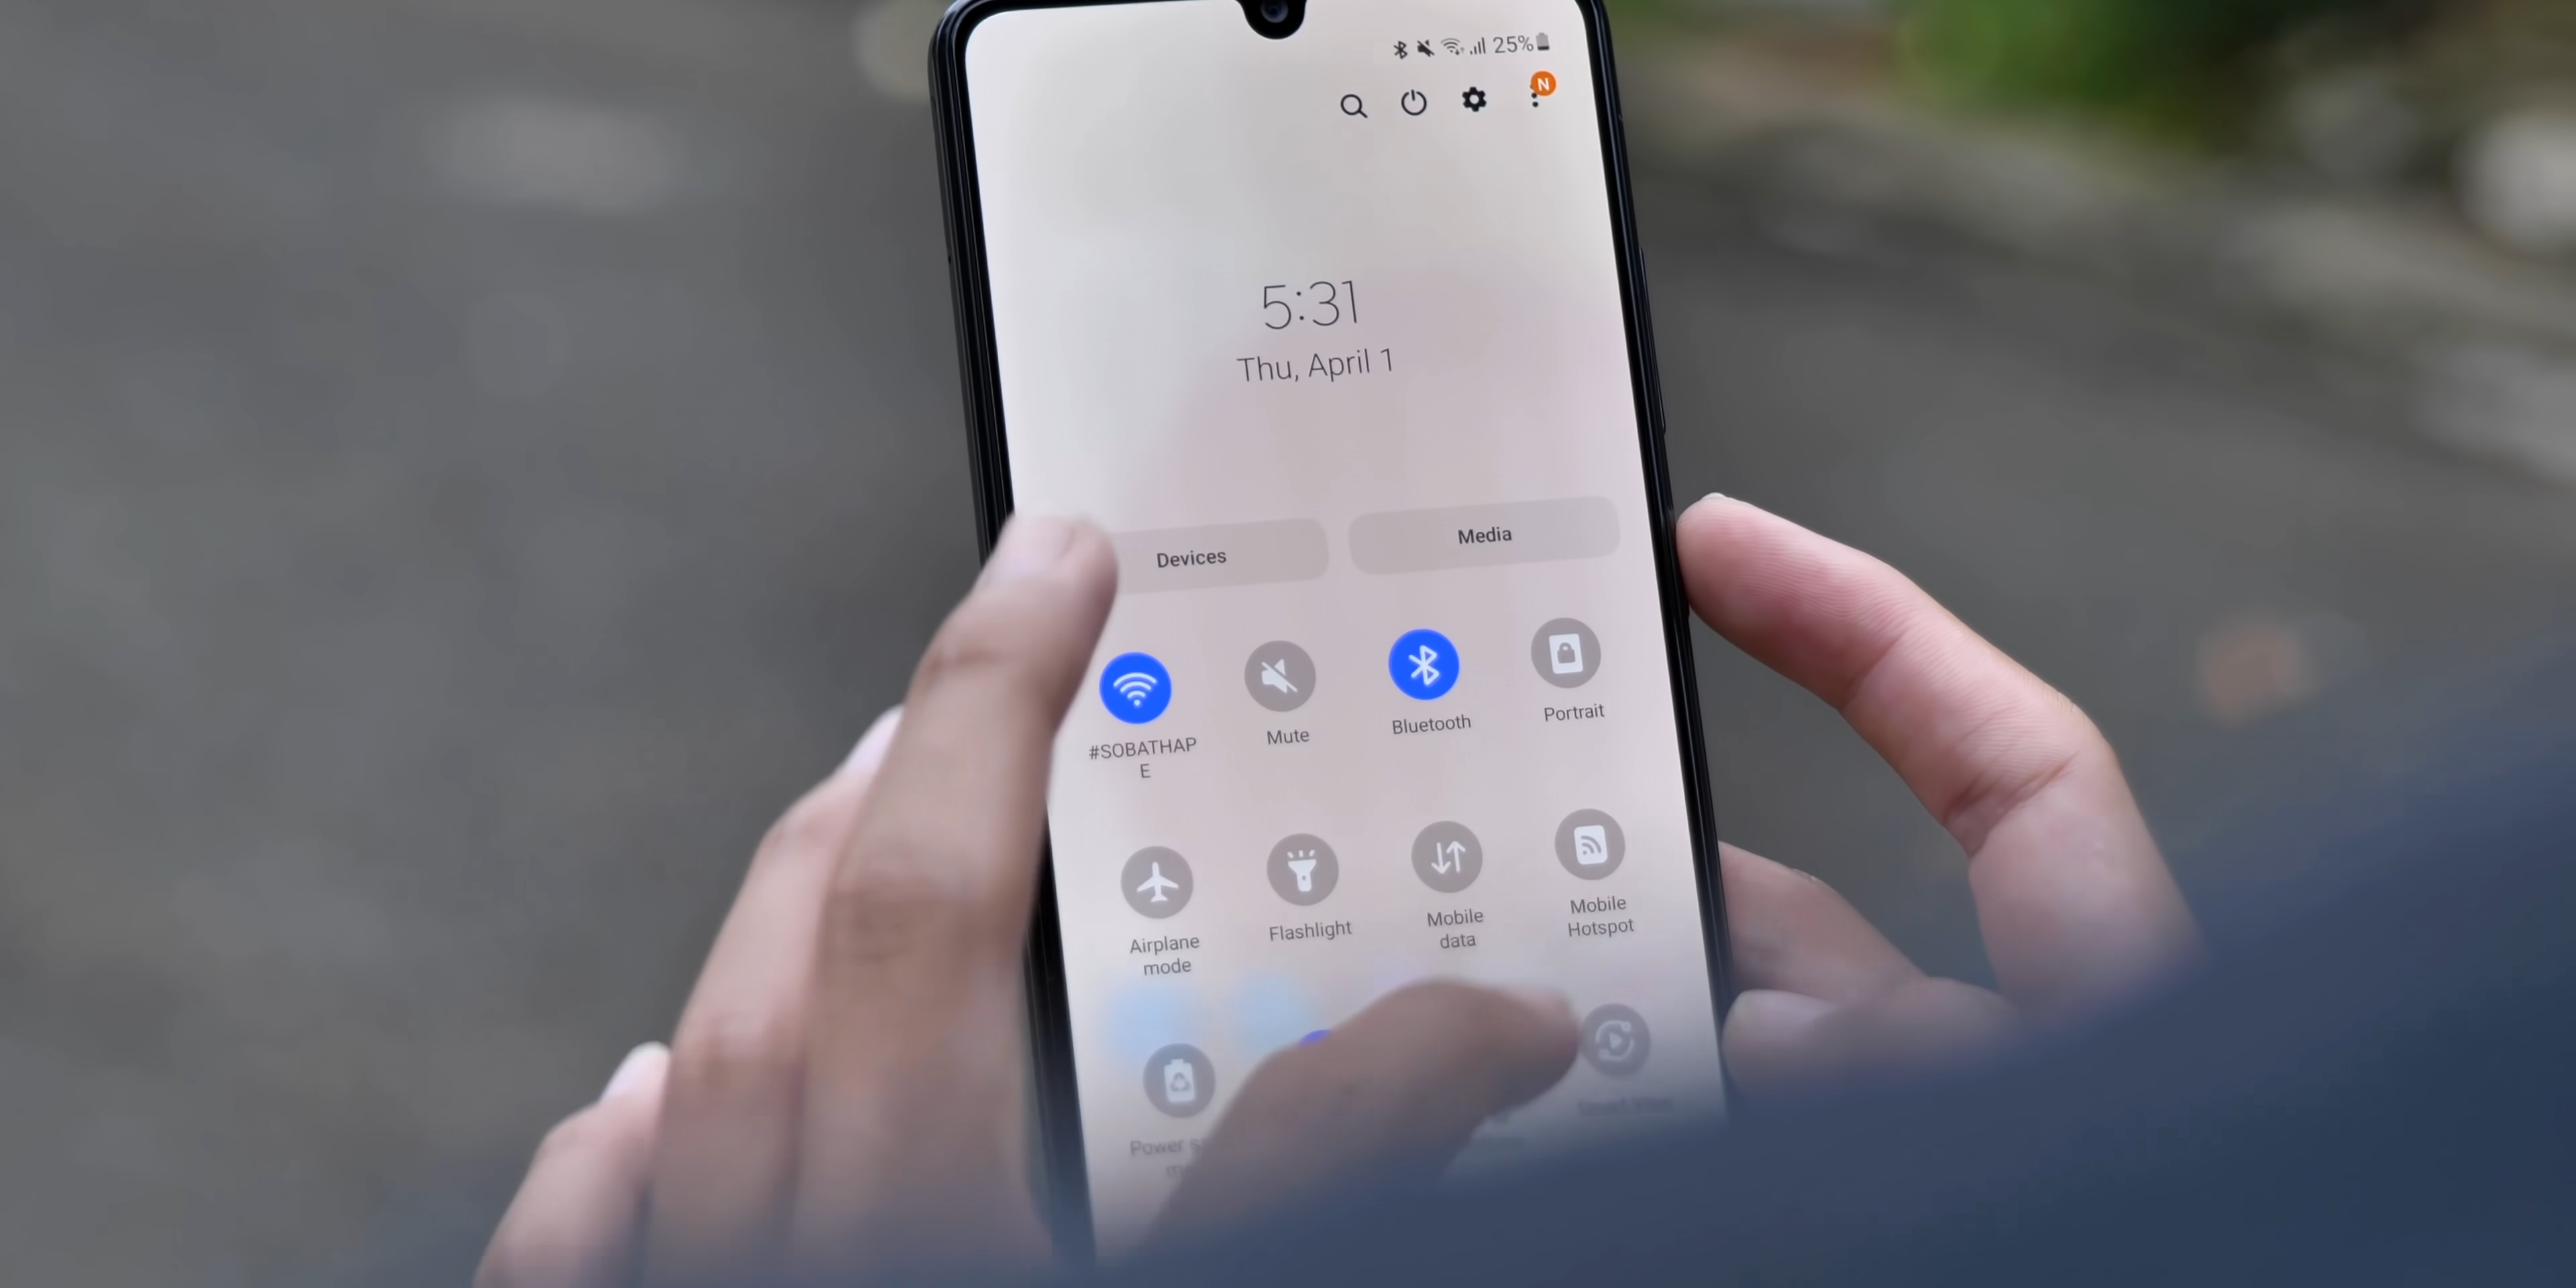 25%
N
5:31
Thu, April 1
Devices
Media
#SOBATHAP
E
Mute
Bluetooth
Portrait
Airplane
mode
Flashlight
Mobile
data
Mobile
Hotspot
Power